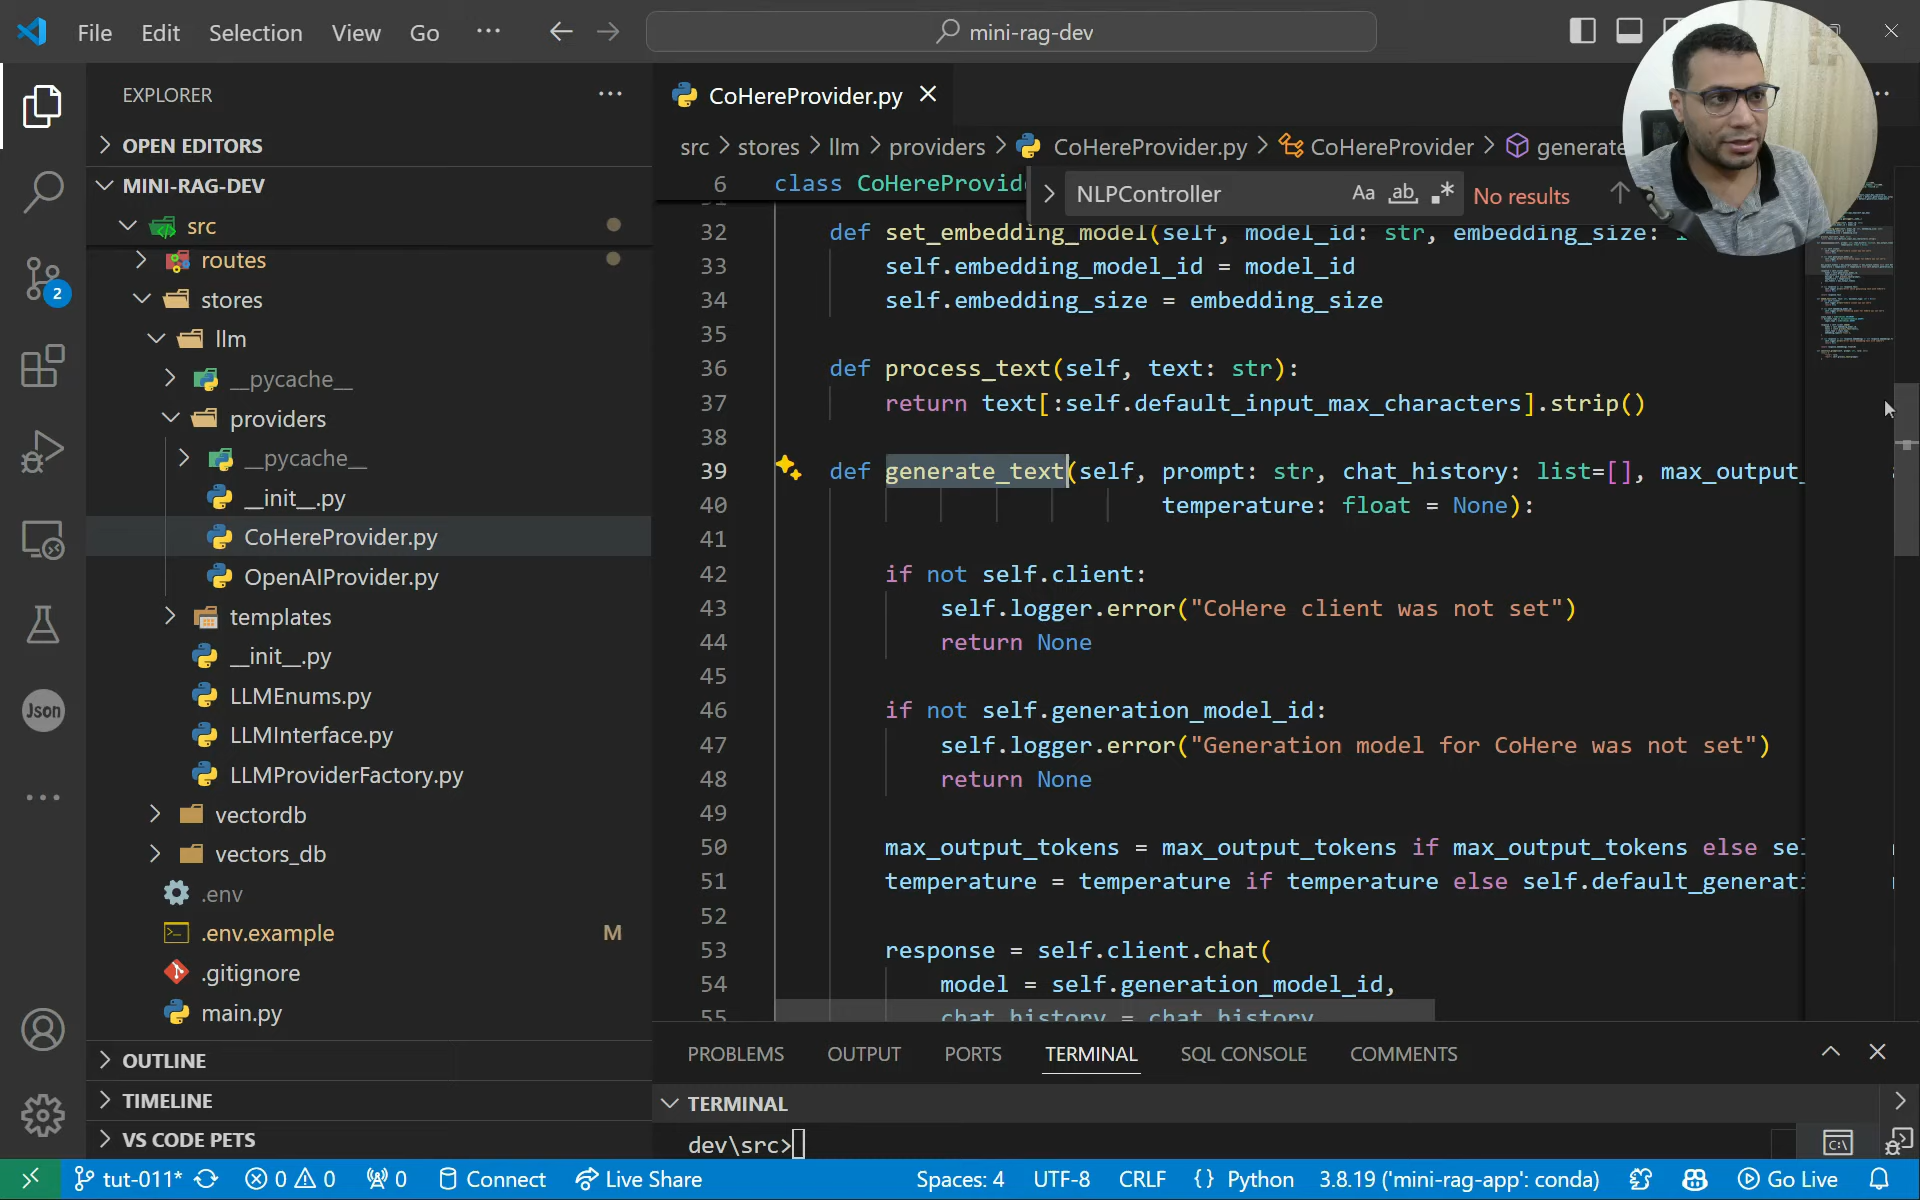 File Edit Selection View Go ··· mini-rag-dev
EXPLORER
OPEN EDITORS
MINI-RAG-DEV
src
routes
stores
llm
__pycache__
providers
__pycache__
__init__.py
CoHereProvider.py
OpenAIProvider.py
templates
__init__.py
LLMEnums.py
LLMInterface.py
LLMProviderFactory.py
vectordb
vectors_db
.env
.env.example M
.gitignore
main.py
OUTLINE
TIMELINE
VS CODE PETS
2
Json
CoHereProvider.py
src > stores > llm > providers > CoHereProvider.py > CoHereProvider > generate
6 class CoHereProvid
NLPController Aa ab .* No results
32 def set_embedding_model(self, model_id: str, embedding_size:
33 self.embedding_model_id = model_id
34 self.embedding_size = embedding_size
35
36 def process_text(self, text: str):
37 return text[:self.default_input_max_characters].strip()
38
39 def generate_text(self, prompt: str, chat_history: list=[], max_output_
40 temperature: float = None):
41
42 if not self.client:
43 self.logger.error("CoHere client was not set")
44 return None
45
46 if not self.generation_model_id:
47 self.logger.error("Generation model for CoHere was not set")
48 return None
49
50 max_output_tokens = max_output_tokens if max_output_tokens else sel
51 temperature = temperature if temperature else self.default_generati
52
53 response = self.client.chat(
54 model = self.generation_model_id,
55 chat_history = chat_history
PROBLEMS OUTPUT PORTS TERMINAL SQL CONSOLE COMMENTS
TERMINAL
dev\src>
tut-011* 0 0 0 Connect Live Share Spaces: 4 UTF-8 CRLF {} Python 3.8.19 ('mini-rag-app': conda) Go Live